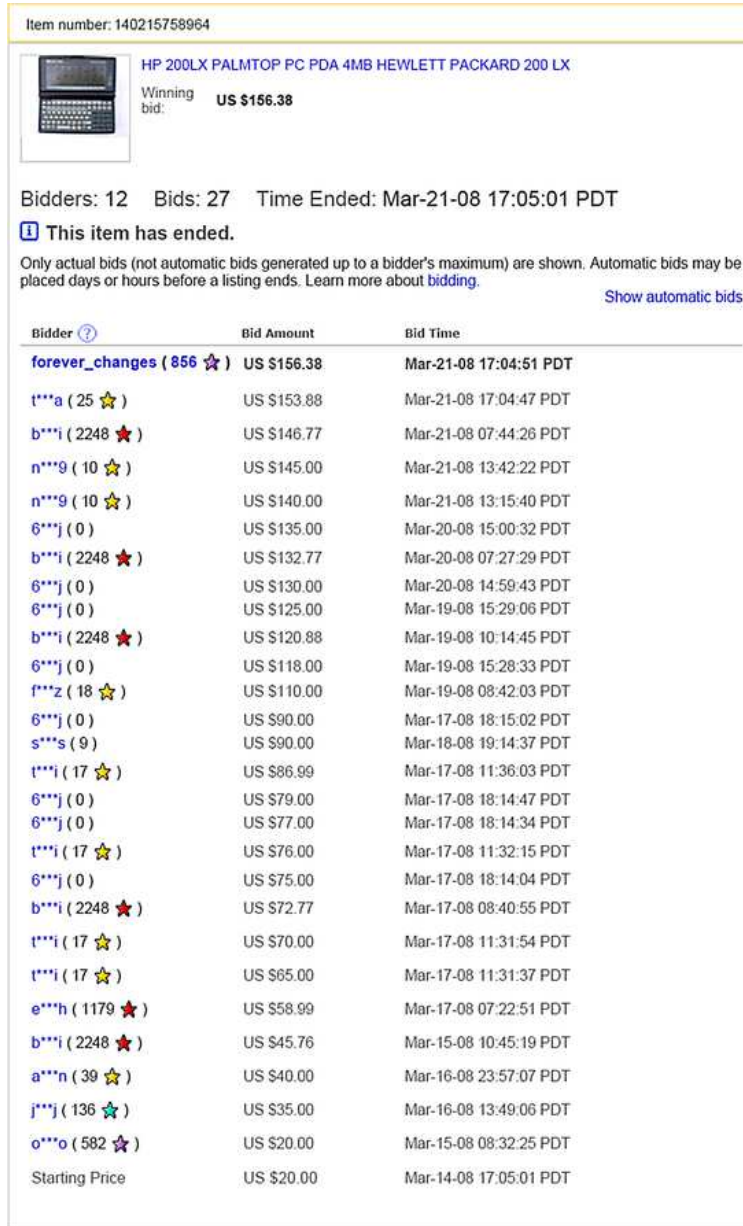 Item number: 140215758964
HP 200LX PALMTOP PC PDA 4MB HEWLETT PACKARD 200 LX
Winning bid: US $156.38
Bidders: 12 Bids: 27 Time Ended: Mar-21-08 17:05:01 PDT
This item has ended.
Only actual bids (not automatic bids generated up to a bidder's maximum) are shown. Automatic bids may be
placed days or hours before a listing ends. Learn more about bidding.
Show automatic bids
Bidder (?) Bid Amount Bid Time
forever_changes ( 856 ) US $156.38 Mar-21-08 17:04:51 PDT
t***a ( 25 ) US $153.88 Mar-21-08 17:04:47 PDT
b***i ( 2248 ) US $146.77 Mar-21-08 07:44:26 PDT
n***9 ( 10 ) US $145.00 Mar-21-08 13:42:22 PDT
n***9 ( 10 ) US $140.00 Mar-21-08 13:15:40 PDT
6***j ( 0 ) US $135.00 Mar-20-08 15:00:32 PDT
b***i ( 2248 ) US $132.77 Mar-20-08 07:27:29 PDT
6***j ( 0 ) US $130.00 Mar-20-08 14:59:43 PDT
6***j ( 0 ) US $125.00 Mar-19-08 15:29:06 PDT
b***i ( 2248 ) US $120.88 Mar-19-08 10:14:45 PDT
6***j ( 0 ) US $118.00 Mar-19-08 15:28:33 PDT
f***z ( 18 ) US $110.00 Mar-19-08 08:42:03 PDT
6***j ( 0 ) US $90.00 Mar-17-08 18:15:02 PDT
s***s ( 9 ) US $90.00 Mar-18-08 19:14:37 PDT
t***i ( 17 ) US $86.99 Mar-17-08 11:36:03 PDT
6***j ( 0 ) US $79.00 Mar-17-08 18:14:47 PDT
6***j ( 0 ) US $77.00 Mar-17-08 18:14:34 PDT
t***i ( 17 ) US $76.00 Mar-17-08 11:32:15 PDT
6***j ( 0 ) US $75.00 Mar-17-08 18:14:04 PDT
b***i ( 2248 ) US $72.77 Mar-17-08 08:40:55 PDT
t***i ( 17 ) US $70.00 Mar-17-08 11:31:54 PDT
t***i ( 17 ) US $65.00 Mar-17-08 11:31:37 PDT
e***h ( 1179 ) US $58.99 Mar-17-08 07:22:51 PDT
b***i ( 2248 ) US $45.76 Mar-15-08 10:45:19 PDT
a***n ( 39 ) US $40.00 Mar-16-08 23:57:07 PDT
j***j ( 136 ) US $35.00 Mar-16-08 13:49:06 PDT
o***o ( 582 ) US $20.00 Mar-15-08 08:32:25 PDT
Starting Price US $20.00 Mar-14-08 17:05:01 PDT